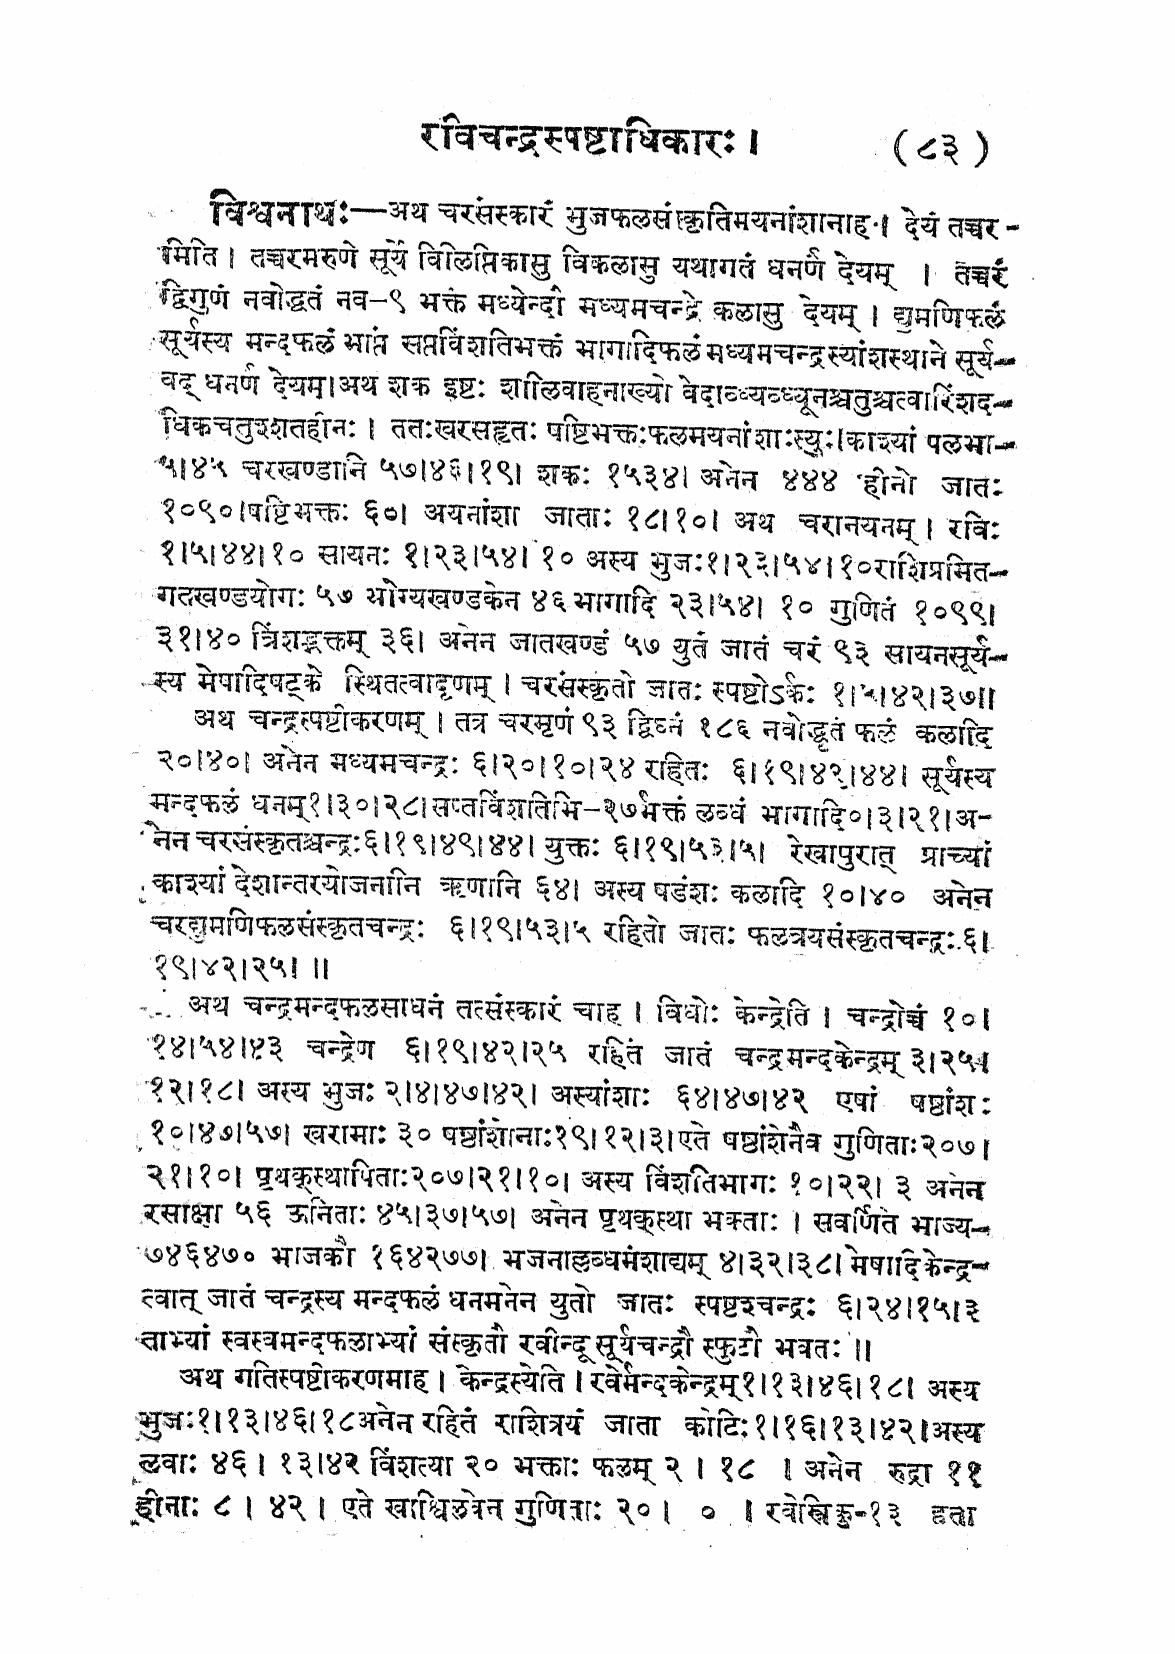 रविचन्द्रस्पष्टाधिकारः । (८३)
विश्वनाथः—अथ चरसंस्कारं भुजफलसंस्कृतिमयनांशानाह । देयं तच्चर-
मिति । तच्चरमरुणे सूर्ये विलिप्तिकासु विकलासु यथागतं धनर्णं देयम् । तच्चरं
द्विगुणं नवोद्धृतं नव-९ भक्तं मध्येन्दौ मध्यमचन्द्रे कलासु देयम् । द्युमणिफलं
सूर्यस्य मन्दफलं भाप्तं सप्तविंशतिभक्तं भागादिफलं मध्यमचन्द्रस्यांशस्थाने सूर्य-
वद् धनर्णं देयम्।अथ शक इष्टः शालिवाहनाख्यो वेदाब्ध्यब्ध्यूनश्चतुश्चत्वारिंशद-
धिकचतुश्शतहीनः । ततःखरसहृतः षष्टिभक्तःफलमयनांशाःस्युः।काश्यां पलभा-
५।४५ चरखण्डानि ५७।४६।१९। शकः १५३४। अनेन ४४४ हीनो जातः
१०९०।षष्टिभक्तः ६०। अयनांशा जाताः १८।१०। अथ चरानयनम् । रविः
१।५।४४।१० सायनः १।२३।५४। १० अस्य भुजः१।२३।५४।१०राशिप्रमित-
गतखण्डयोगः ५७ भोग्यखण्डकेन ४६ भागादि २३।५४। १० गुणितं १०९९।
३१।४० त्रिंशद्भक्तम् ३६। अनेन जातखण्डं ५७ युतं जातं चरं ९३ सायनसूर्य-
स्य मेषादिषट्के स्थितत्वादृणम् । चरसंस्कृतो जातः स्पष्टोऽर्कः १।५।४२।३७॥
अथ चन्द्रस्पष्टीकरणम् । तत्र चरमृणं ९३ द्विघ्नं १८६ नवोद्धृतं फलं कलादि
२०।४०। अनेन मध्यमचन्द्रः ६।२०।१०।२४ रहितः ६।१९।४९।४४। सूर्यस्य
मन्दफलं धनम्१।३०।२८।सप्तविंशतिभि-२७र्भक्तं लब्धं भागादि०।३।२१।अ-
नेन चरसंस्कृतश्चन्द्रः६।१९।४९।४४। युक्तः ६।१९।५३।५। रेखापुरात् प्राच्यां
काश्यां देशान्तरयोजनानि ऋणानि ६४। अस्य षडंशः कलादि १०।४० अनेन
चरद्युमणिफलसंस्कृतचन्द्रः ६।१९।५३।५ रहितो जातः फलत्रयसंस्कृतचन्द्रः.६।
१९।४२।२५। ॥
अथ चन्द्रमन्दफलसाधनं तत्संस्कारं चाह । विधोः केन्द्रेति । चन्द्रोच्चं १०।
१४।५४।४३ चन्द्रेण ६।१९।४२।२५ रहितं जातं चन्द्रमन्दकेन्द्रम् ३।२५।
१२।१८। अस्य भुजः २।४।४७।४२। अस्यांशाः ६४।४७।४२ एषां षष्ठांशः
१०।४७।५७। खरामाः ३० षष्ठांशोनाः१९।१२।३।एते षष्ठांशेनैव गुणिताः२०७।
२१।१०। पृथक्स्थापिताः२०७।२१।१०। अस्य विंशतिभागः १०।२२। ३ अनेन
रसाक्षा ५६ ऊनिताः ४५।३७।५७। अनेन पृथक्स्था भक्ताः । सवर्णिते भाज्य-
७४६४७० भाजकौ १६४२७७। भजनाल्लब्धमंशाद्यम् ४।३२।३८। मेषादिकेन्द्र-
त्वात् जातं चन्द्रस्य मन्दफलं धनमनेन युतो जातः स्पष्टश्चन्द्रः ६।२४।१५।३
ताभ्यां स्वस्वमन्दफलाभ्यां संस्कृतौ रवीन्दू सूर्यचन्द्रौ स्फुटौ भवतः ॥
अथ गतिस्पष्टीकरणमाह । केन्द्रस्येति । रवेर्मन्दकेन्द्रम्१।१३।४६।१८। अस्य
भुजः१।१३।४६।१८अनेन रहितं राशित्रयं जाता कोटिः१।१६।१३।४२।अस्य
लवाः ४६ । १३।४२ विंशत्या २० भक्ताः फलम् २ । १८ । अनेन रुद्रा ११
हीनाः ८ । ४२ । एते खाश्विलवेन गुणिताः २० । ० । रवोस्त्रिकु-१३ हृता